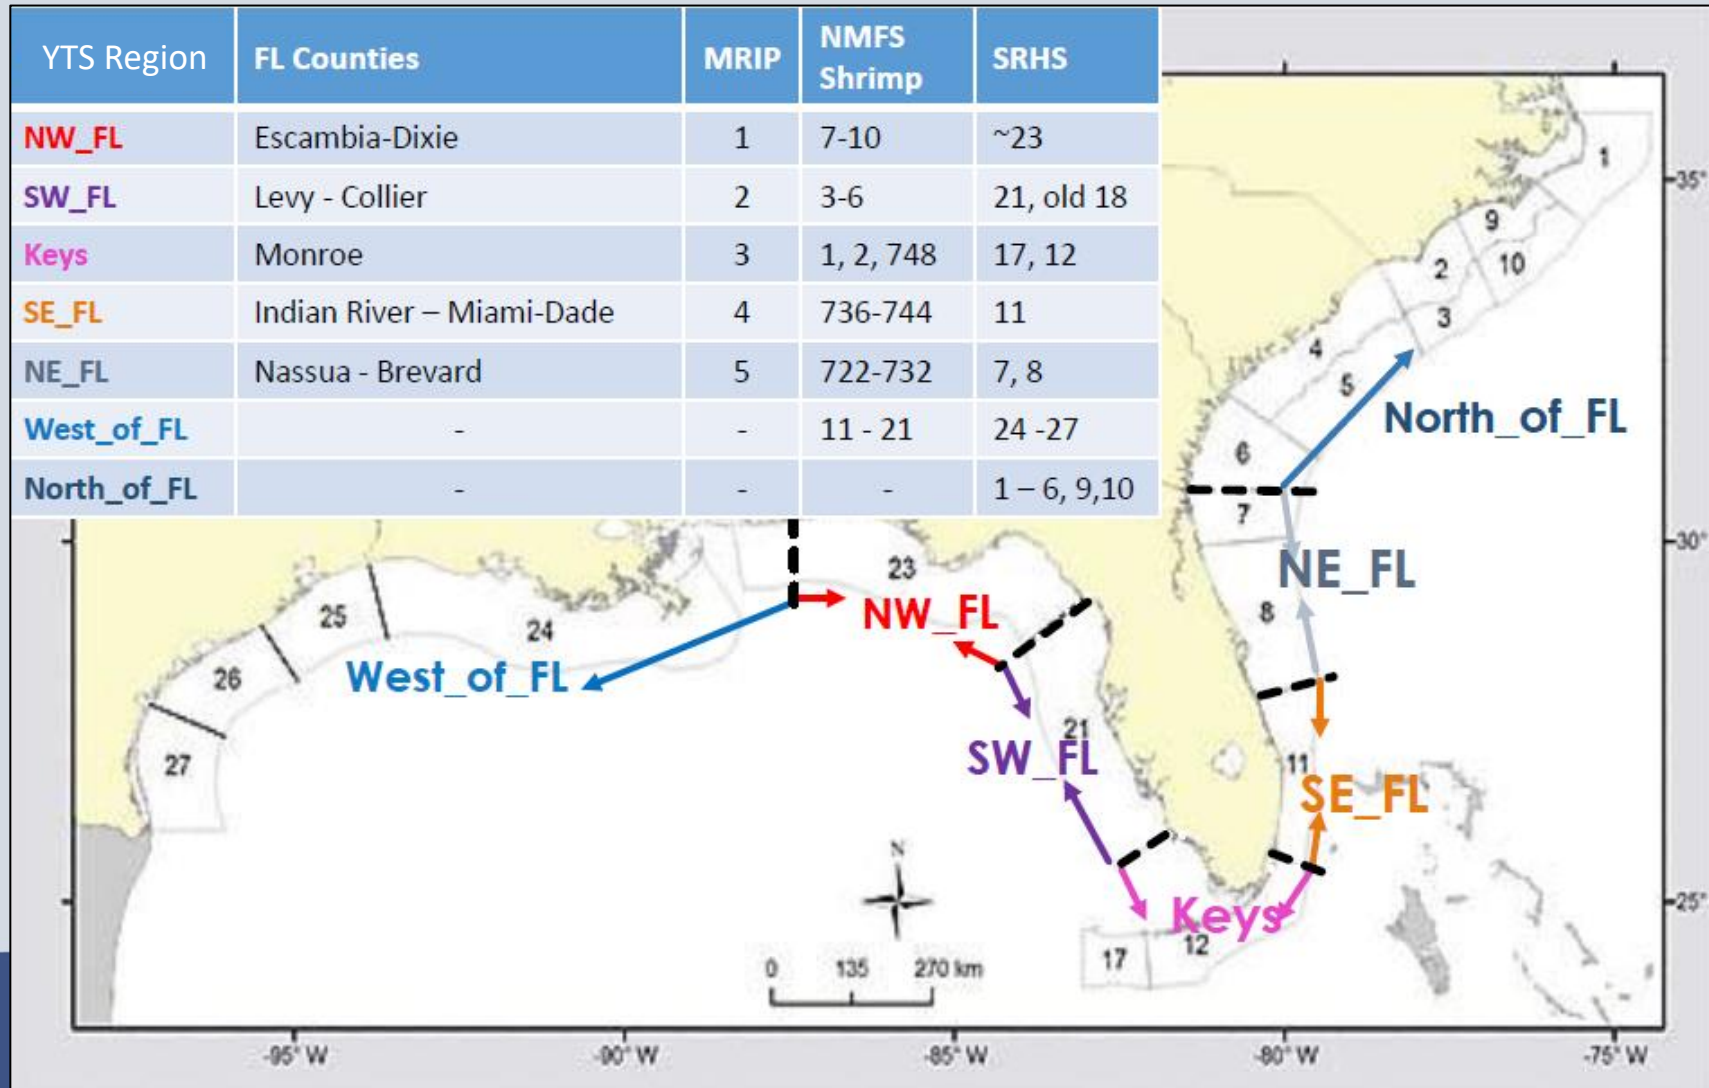 YTS Region FL Counties MRIP NMFS Shrimp SRHS
NW_FL Escambia-Dixie 1 7-10 ~23
SW_FL Levy - Collier 2 3-6 21, old 18
Keys Monroe 3 1, 2, 748 17, 12
SE_FL Indian River – Miami-Dade 4 736-744 11
NE_FL Nassua - Brevard 5 722-732 7, 8
West_of_FL - - 11 - 21 24 -27
North_of_FL - - - 1 – 6, 9,10
1
35°
9
2
10
3
4
5
North_of_FL
6
7
30°
23
NE_FL
NW_FL
8
25
24
West_of_FL
26
21
27
SW_FL
11
SE_FL
N
25°
Keys
12
17
0 135 270 km
-95° W -90° W -85° W -80° W -75° W